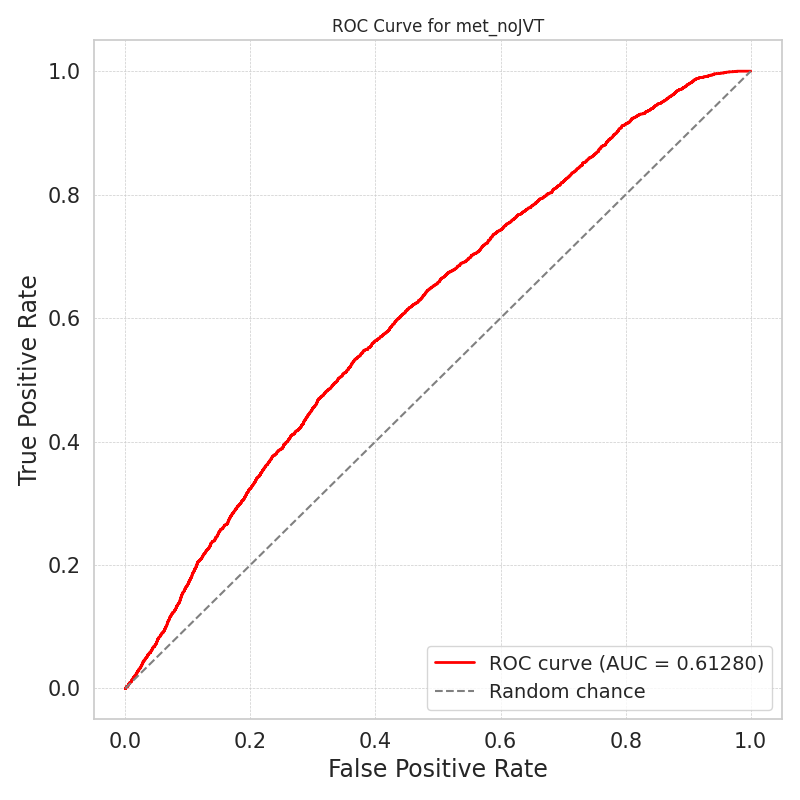 ROC Curve for met_noJVT
True Positive Rate
1.0
0.8
0.6
0.4
0.2
0.0
ROC curve (AUC = 0.61280)
Random chance
0.0 0.2 0.4 0.6 0.8 1.0
False Positive Rate